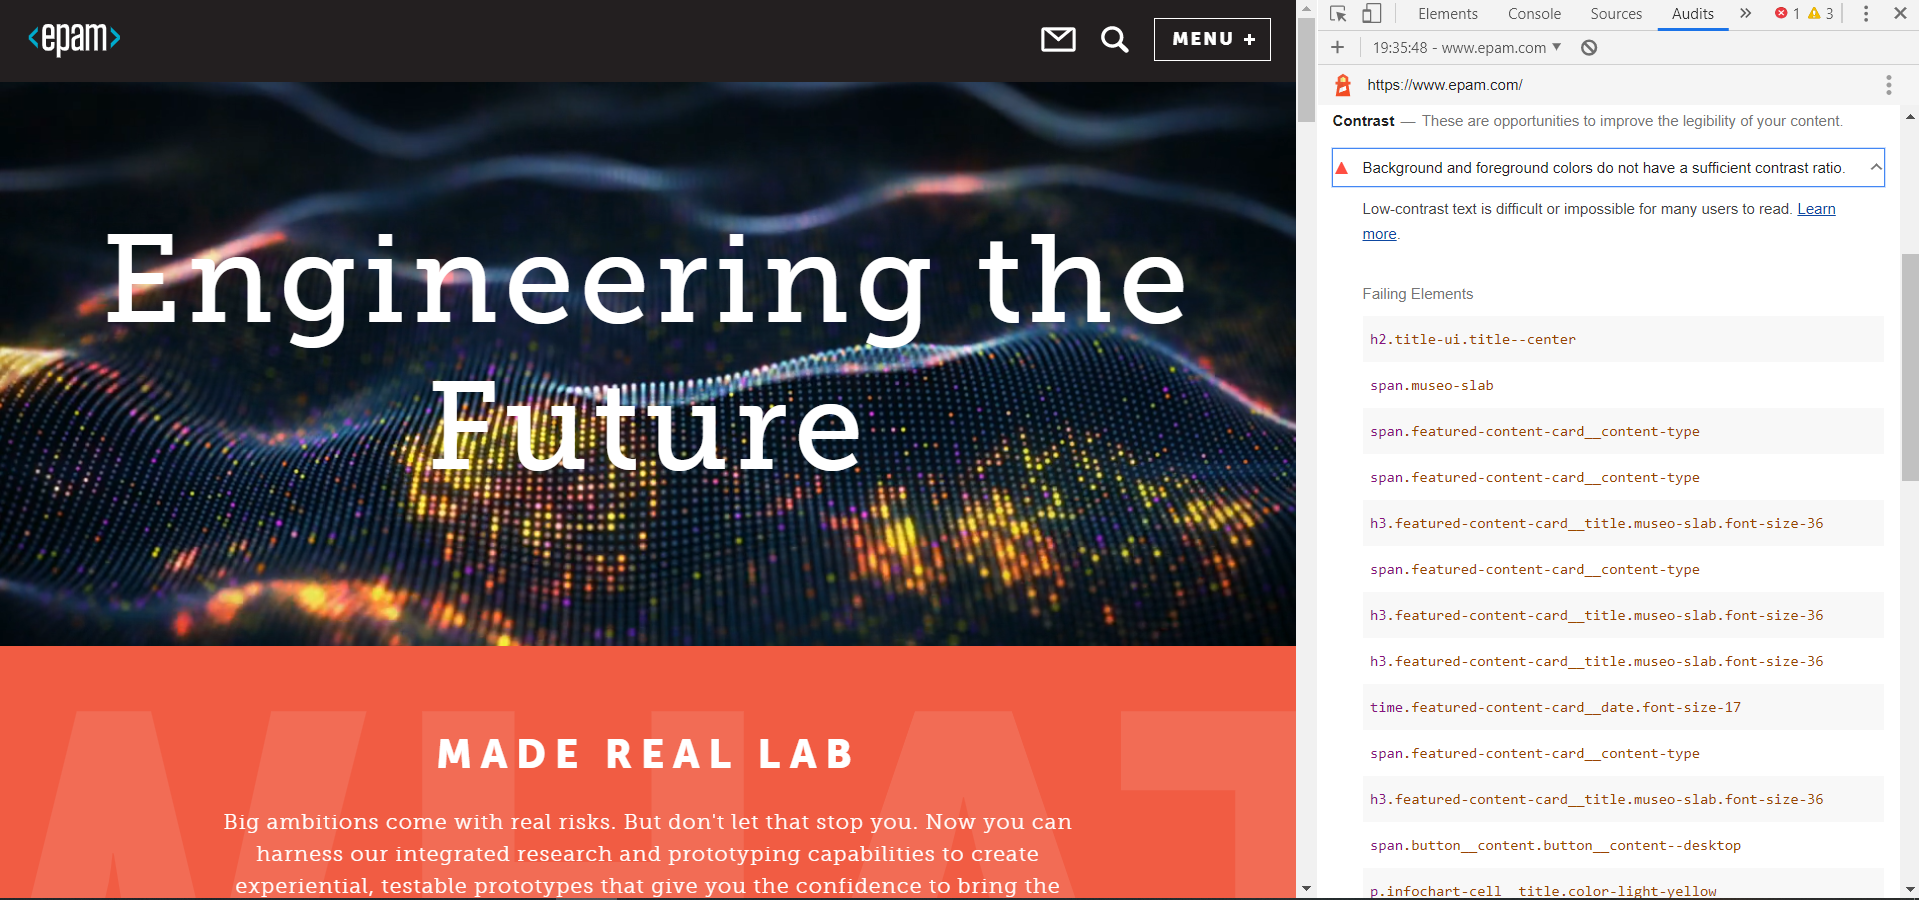 <epam>
MENU +
Engineering the
Future
MADE REAL LAB
Big ambitions come with real risks. But don't let that stop you. Now you can
harness our integrated research and prototyping capabilities to create
experiential, testable prototypes that give you the confidence to bring the
Elements Console Sources Audits » 1 3
19:35:48 - www.epam.com
https://www.epam.com/
Contrast — These are opportunities to improve the legibility of your content.
Background and foreground colors do not have a sufficient contrast ratio.
Low-contrast text is difficult or impossible for many users to read. Learn
more.
Failing Elements
h2.title-ui.title--center
span.museo-slab
span.featured-content-card__content-type
span.featured-content-card__content-type
h3.featured-content-card__title.museo-slab.font-size-36
span.featured-content-card__content-type
h3.featured-content-card__title.museo-slab.font-size-36
h3.featured-content-card__title.museo-slab.font-size-36
time.featured-content-card__date.font-size-17
span.featured-content-card__content-type
h3.featured-content-card__title.museo-slab.font-size-36
span.button__content.button__content--desktop
p.infochart-cell__title.color-light-yellow